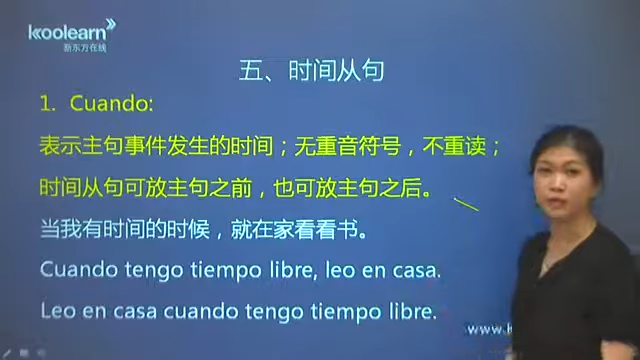 koolearn
新东方在线
五、时间从句
1. Cuando:
表示主句事件发生的时间；无重音符号，不重读；
时间从句可放主句之前，也可放主句之后。
当我有时间的时候，就在家看看书。
Cuando tengo tiempo libre, leo en casa.
Leo en casa cuando tengo tiempo libre.
www.k